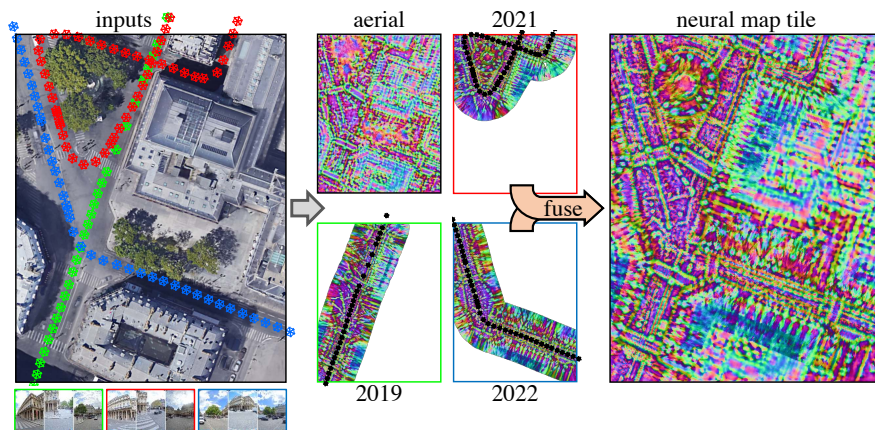 inputs
aerial
2021
neural map tile
fuse
2019
2022